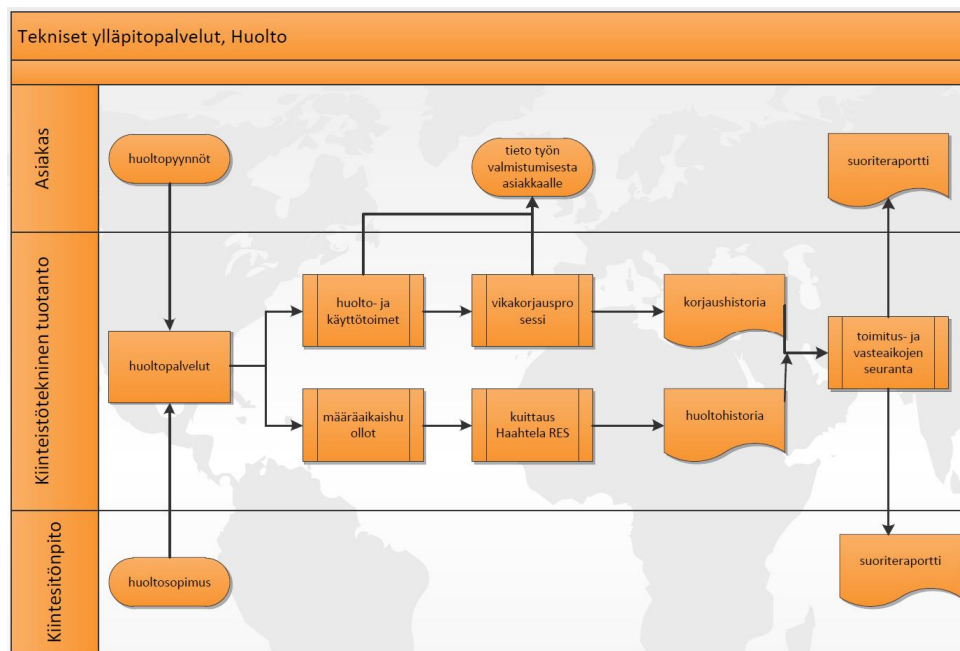 Tekniset ylläpitopalvelut, Huolto
Asiakas
huoltopyynnöt
tieto työn
valmistumisesta
asiakkaalle
suoriteraportti
Kiinteistötekninen tuotanto
huoltopalvelut
huolto- ja
käyttötoimet
vikakorjauspro
sessi
korjaushistoria
toimitus- ja
vasteaikojen
seuranta
määräaikaishu
ollot
kuittaus
Haahtela RES
huoltohistoria
Kiintesitönpito
huoltosopimus
suoriteraportti